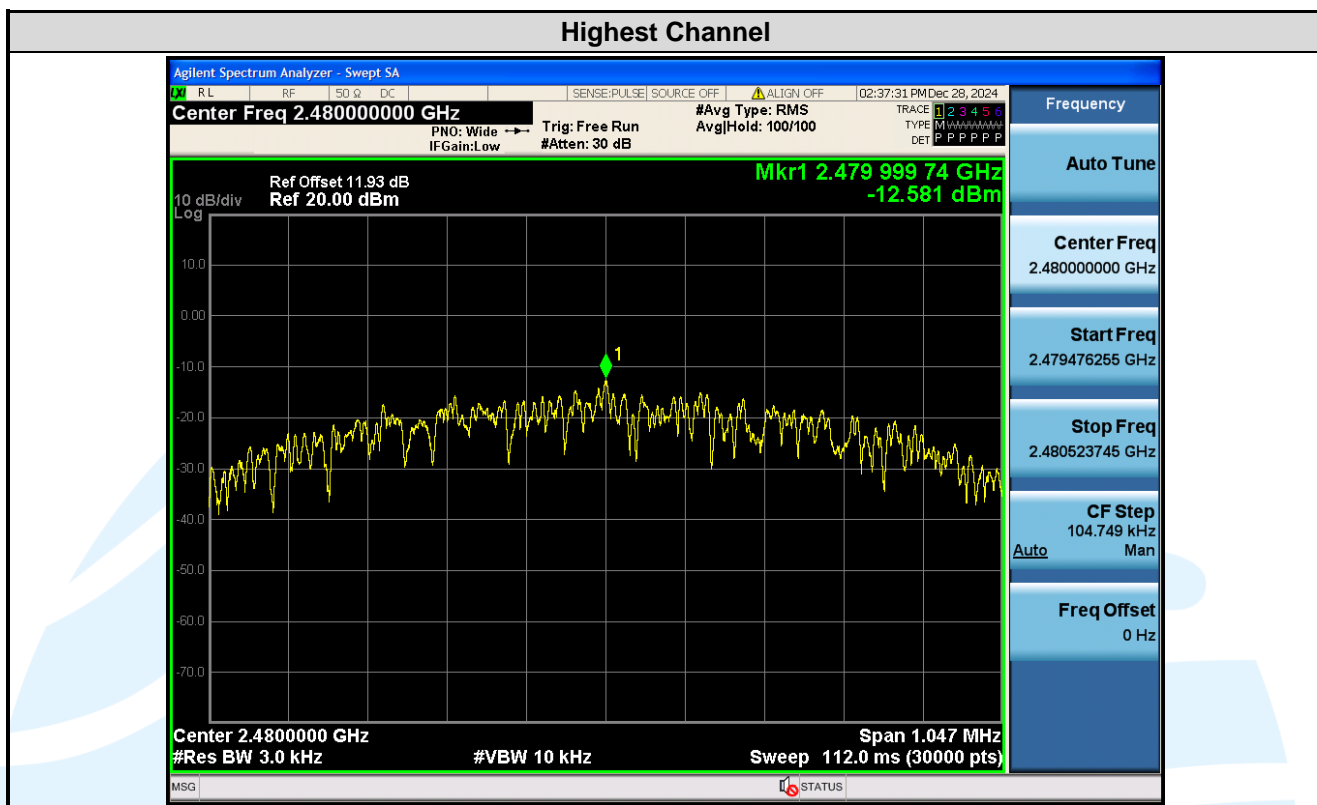 Highest Channel
Agilent Spectrum Analyzer - Swept SA
LXI RL RF 50 Ω DC SENSE:PULSE SOURCE OFF ALIGN OFF 02:37:31 PM Dec 28, 2024
Center Freq 2.480000000 GHz
PNO: Wide
IFGain:Low
Trig: Free Run
#Atten: 30 dB
#Avg Type: RMS
Avg|Hold: 100/100
TRACE 1 2 3 4 5 6
TYPE M
DET P P P P P P
Mkr1 2.479 999 74 GHz
-12.581 dBm
Ref Offset 11.93 dB
10 dB/div Ref 20.00 dBm
Log
10.0
0.00
-10.0
-20.0
-30.0
-40.0
-50.0
-60.0
-70.0
1
Center 2.4800000 GHz
Span 1.047 MHz
#Res BW 3.0 kHz
#VBW 10 kHz
Sweep 112.0 ms (30000 pts)
MSG
STATUS
Frequency
Auto Tune
Center Freq
2.480000000 GHz
Start Freq
2.479476255 GHz
Stop Freq
2.480523745 GHz
CF Step
104.749 kHz
Auto Man
Freq Offset
0 Hz